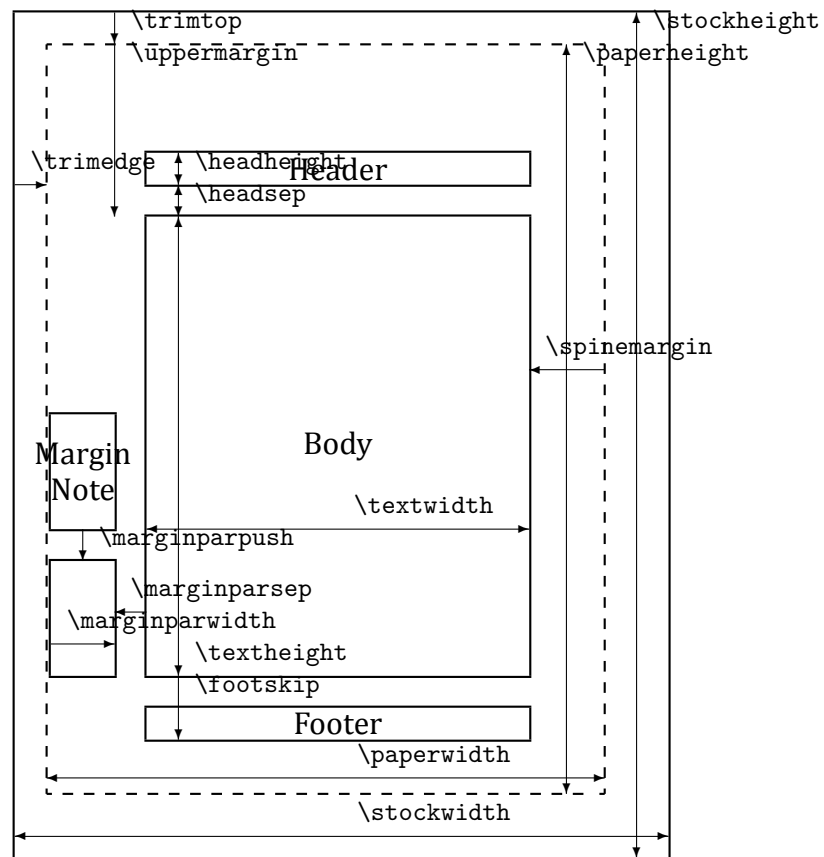 \trimtop
\stockheight
\uppermargin
\paperheight
\trimedge
\headheight
Header
\headsep
\spinemargin
Body
Margin
Note
\textwidth
\marginparpush
\marginparsep
\marginparwidth
\textheight
\footskip
Footer
\paperwidth
\stockwidth